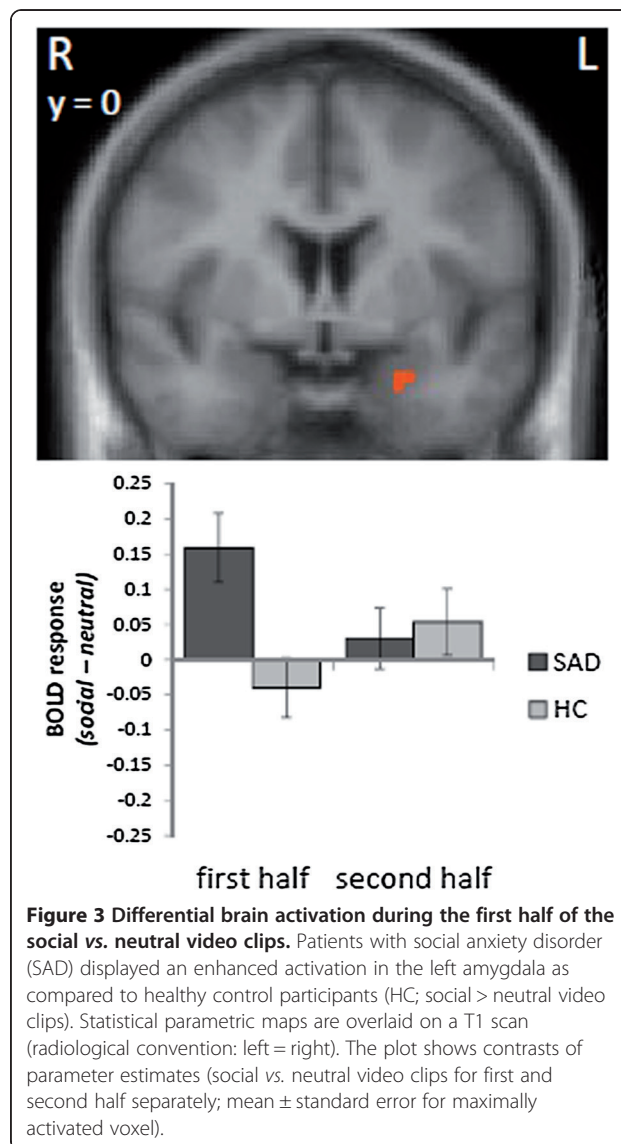 R L
y = 0
0.25
0.2
0.15
0.1
0.05
0
-0.05
-0.1
-0.15
-0.2
-0.25
BOLD response
(social – neutral)
SAD
HC
first half second half
Figure 3 Differential brain activation during the first half of the
social vs. neutral video clips. Patients with social anxiety disorder
(SAD) displayed an enhanced activation in the left amygdala as
compared to healthy control participants (HC; social > neutral video
clips). Statistical parametric maps are overlaid on a T1 scan
(radiological convention: left = right). The plot shows contrasts of
parameter estimates (social vs. neutral video clips for first and
second half separately; mean ± standard error for maximally
activated voxel).